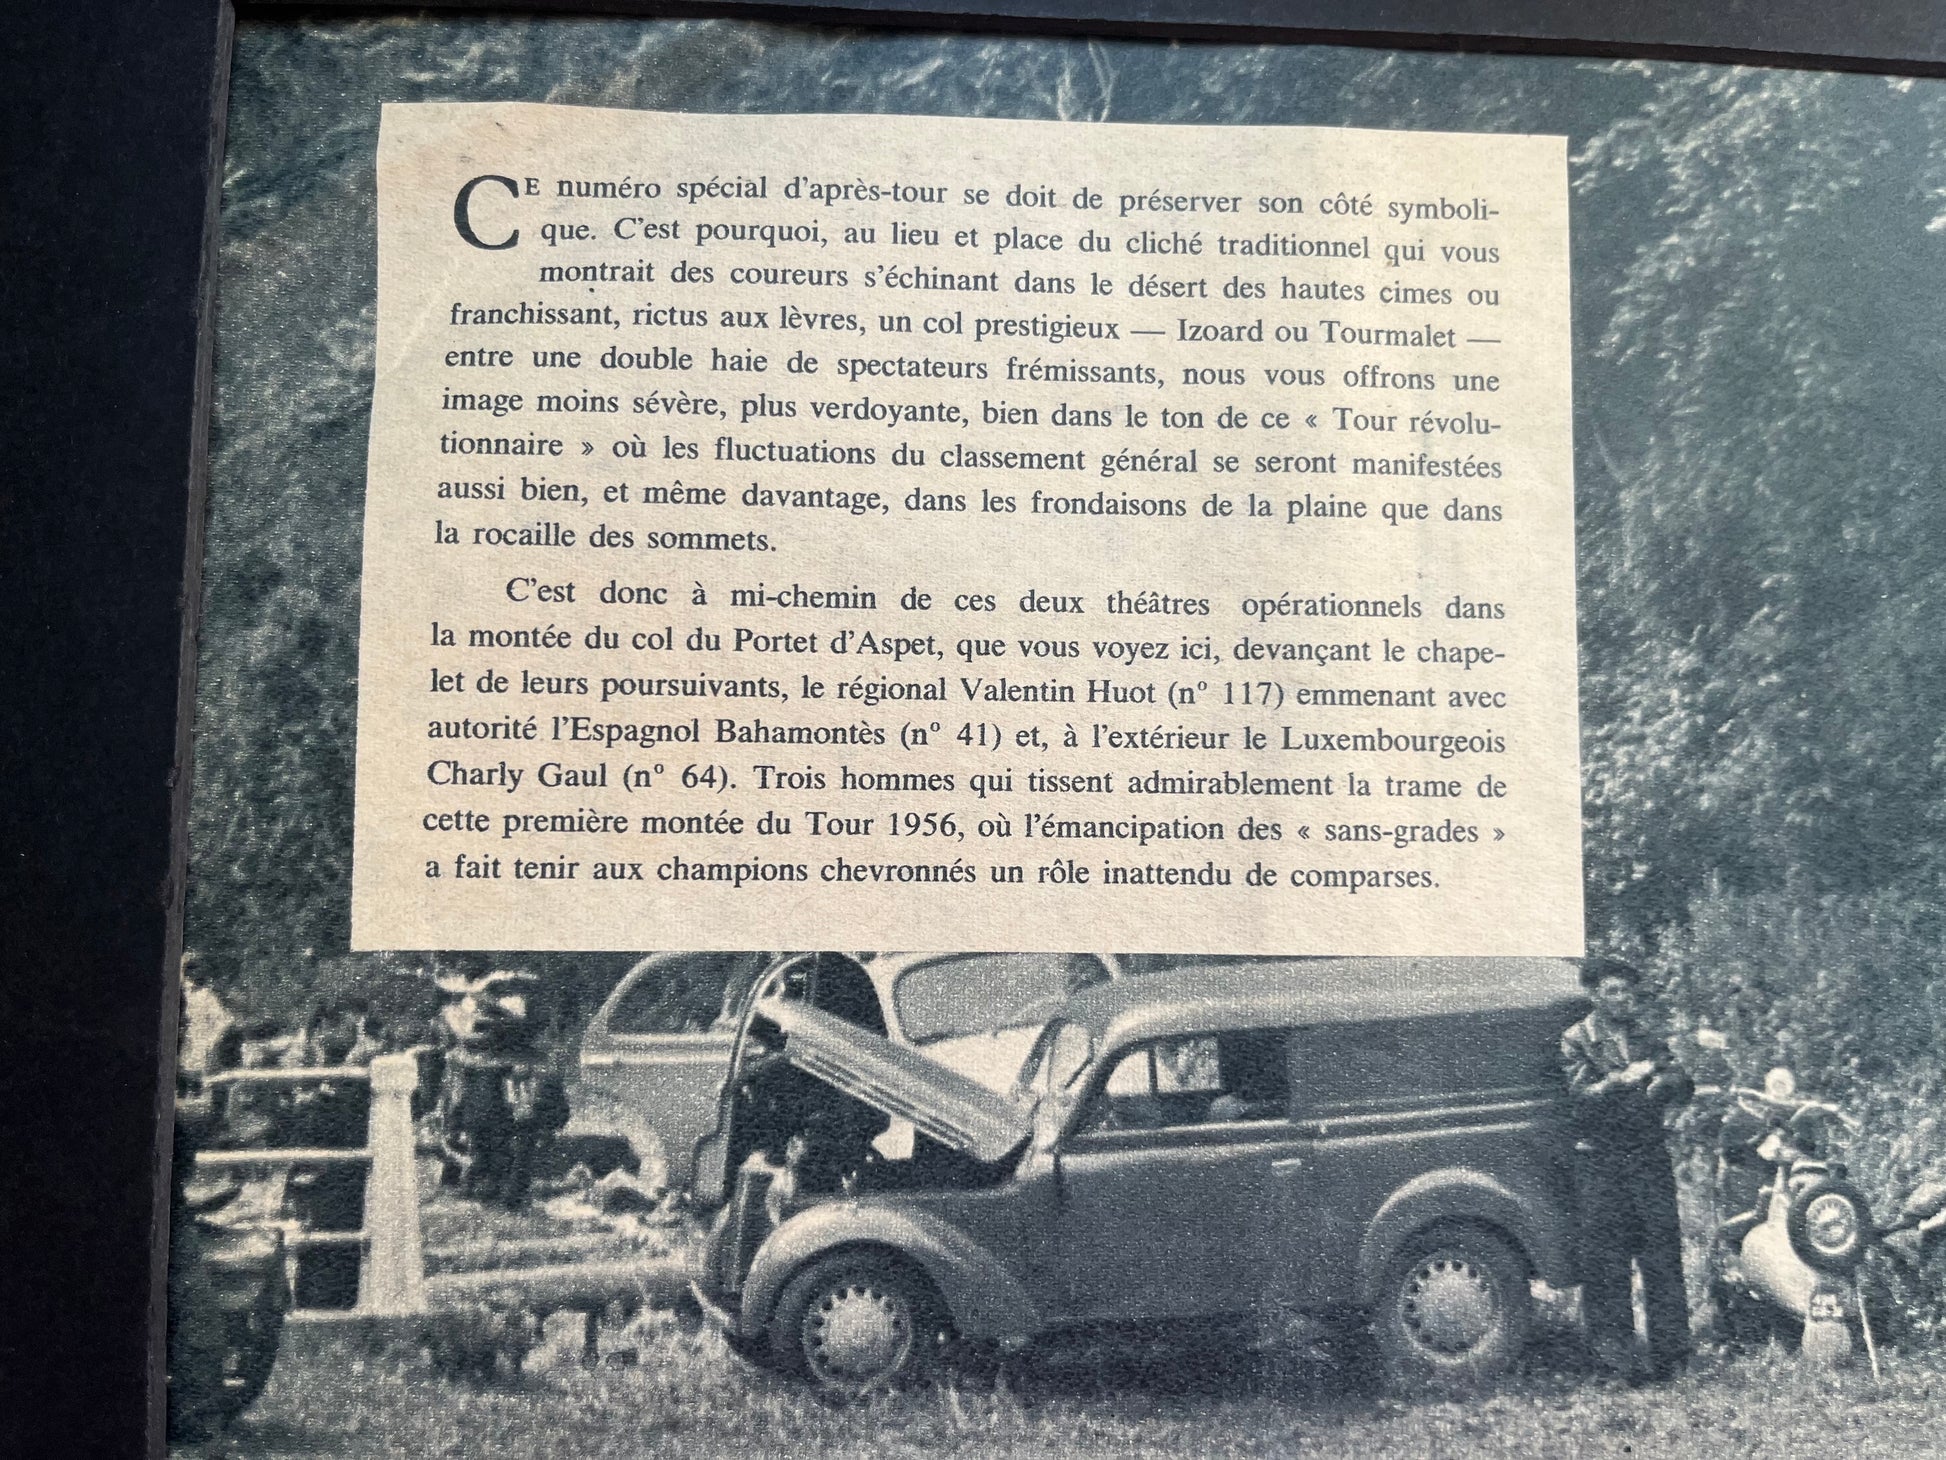 CE numéro spécial d'après-tour se doit de préserver son côté symboli-
que. C'est pourquoi, au lieu et place du cliché traditionnel qui vous
montrait des coureurs s'échinant dans le désert des hautes cimes ou
franchissant, rictus aux lèvres, un col prestigieux — Izoard ou Tourmalet —
entre une double haie de spectateurs frémissants, nous vous offrons une
image moins sévère, plus verdoyante, bien dans le ton de ce « Tour révolu-
tionnaire » où les fluctuations du classement général se seront manifestées
aussi bien, et même davantage, dans les frondaisons de la plaine que dans
la rocaille des sommets.
C'est donc à mi-chemin de ces deux théâtres opérationnels dans
la montée du col du Portet d'Aspet, que vous voyez ici, devançant le chape-
let de leurs poursuivants, le régional Valentin Huot (nº 117) emmenant avec
autorité l'Espagnol Bahamontès (nº 41) et, à l'extérieur le Luxembourgeois
Charly Gaul (nº 64). Trois hommes qui tissent admirablement la trame de
cette première montée du Tour 1956, où l'émancipation des « sans-grades »
a fait tenir aux champions chevronnés un rôle inattendu de comparses.